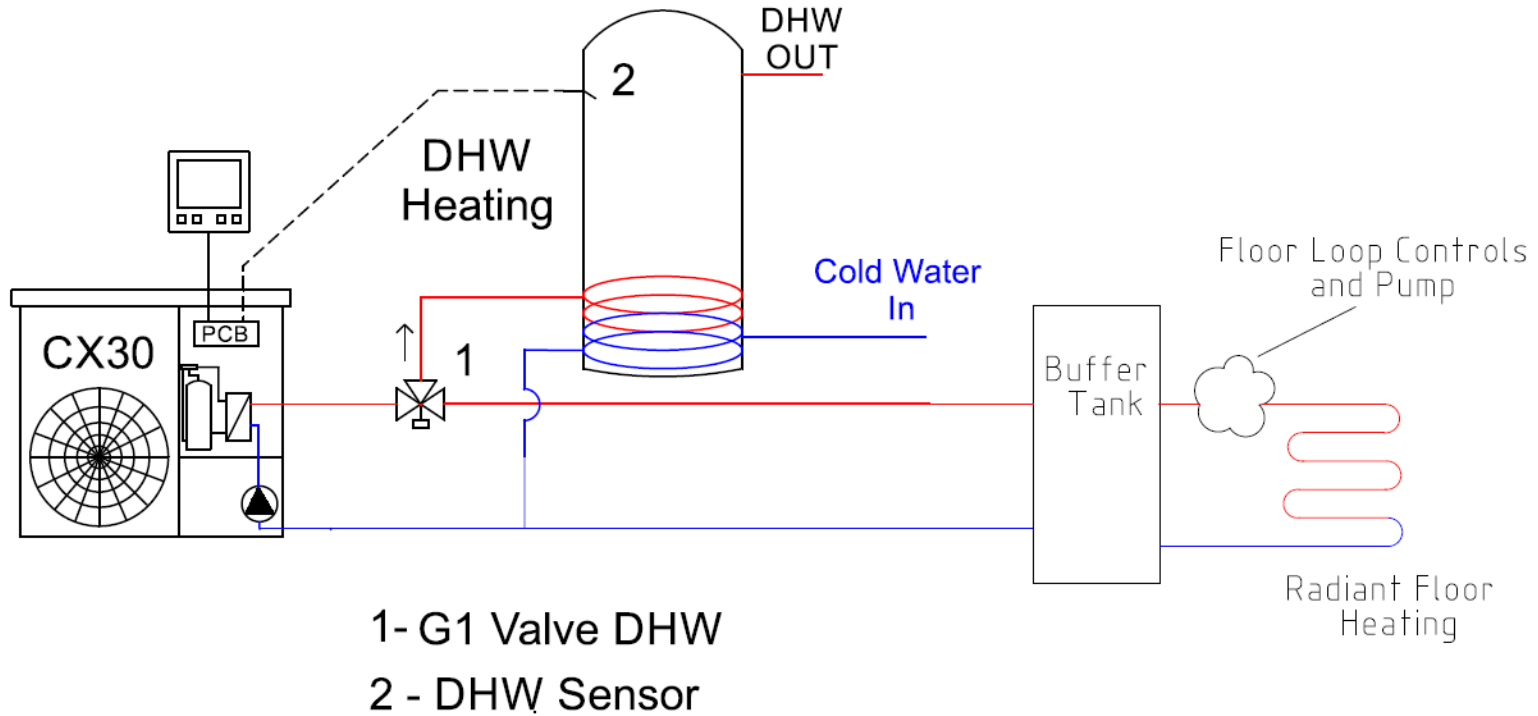 DHW
OUT
2
DHW
Heating
Floor Loop Controls
and Pump
Cold Water
In
PCB
CX30
1
Buffer
Tank
Radiant Floor
Heating
1- G1 Valve DHW
2 - DHW Sensor